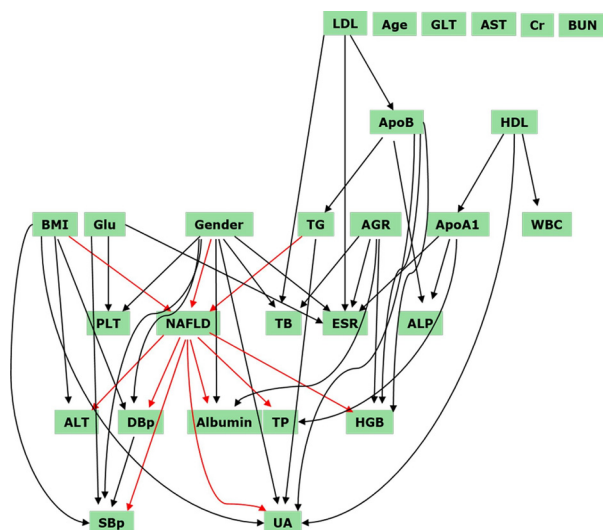 LDL Age GLT AST Cr BUN
ApoB HDL
BMI Glu Gender TG AGR ApoA1 WBC
PLT NAFLD TB ESR ALP
ALT DBp Albumin TP HGB
SBp UA